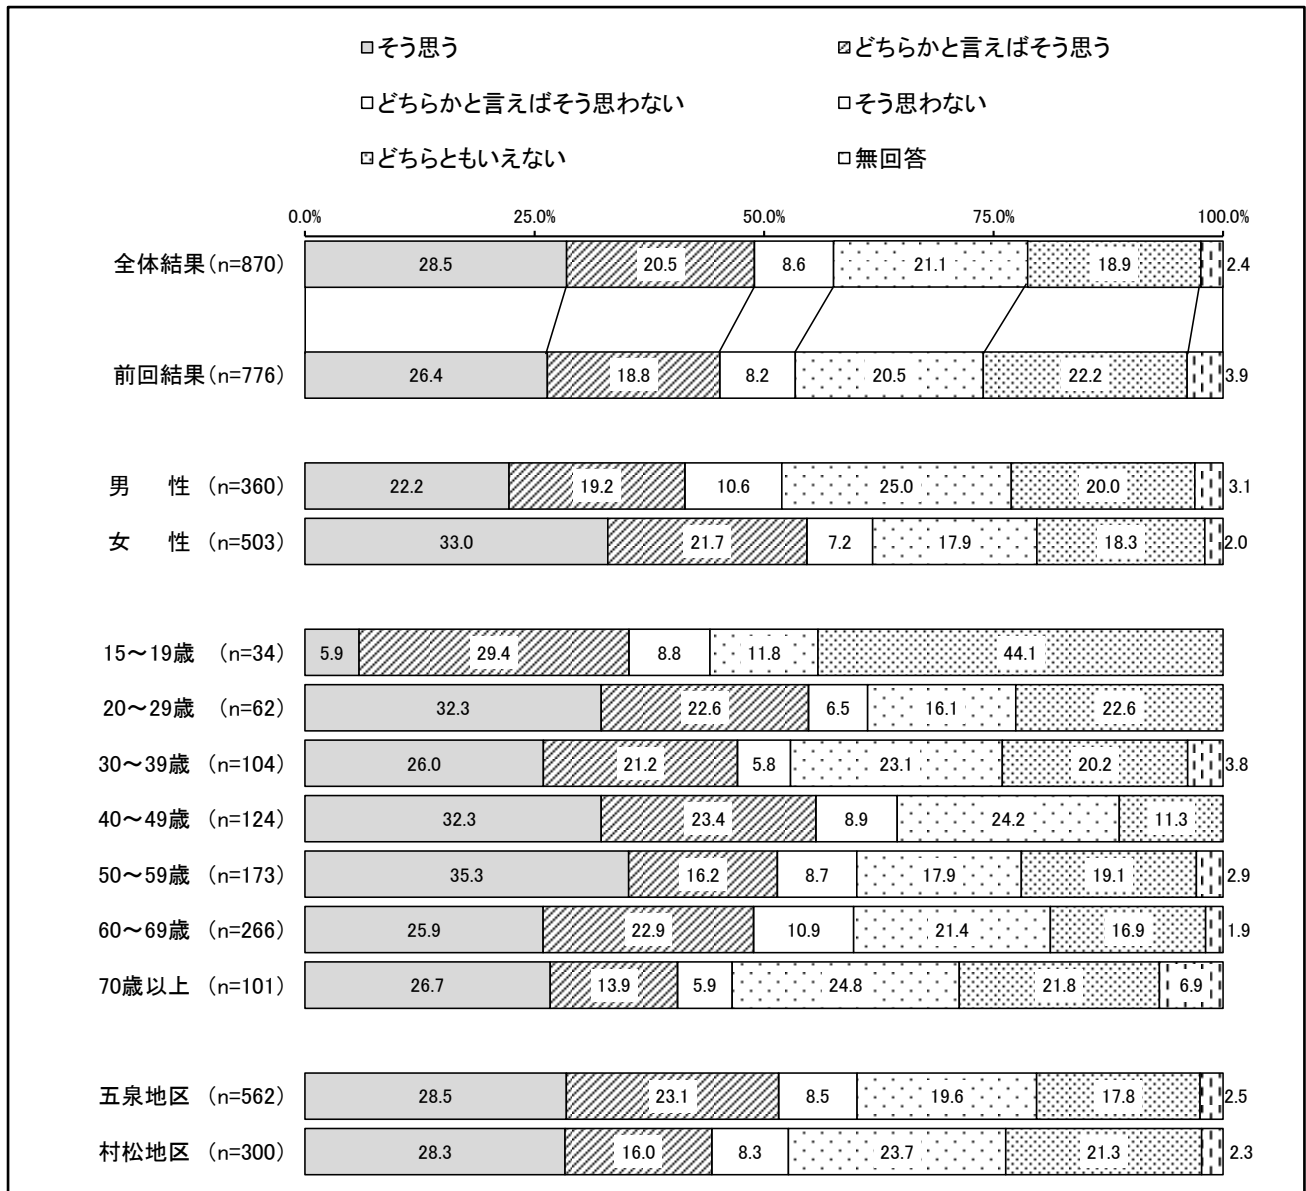 そう思う どちらかと言えばそう思う
どちらかと言えばそう思わない そう思わない
どちらともいえない 無回答
0.0% 25.0% 50.0% 75.0% 100.0%
全体結果(n=870) 28.5 20.5 8.6 21.1 18.9 2.4
前回結果(n=776) 26.4 18.8 8.2 20.5 22.2 3.9
男 性 (n=360) 22.2 19.2 10.6 25.0 20.0 3.1
女 性 (n=503) 33.0 21.7 7.2 17.9 18.3 2.0
15~19歳 (n=34) 5.9 29.4 8.8 11.8 44.1
20~29歳 (n=62) 32.3 22.6 6.5 16.1 22.6
30~39歳 (n=104) 26.0 21.2 5.8 23.1 20.2 3.8
40~49歳 (n=124) 32.3 23.4 8.9 24.2 11.3
50~59歳 (n=173) 35.3 16.2 8.7 17.9 19.1 2.9
60~69歳 (n=266) 25.9 22.9 10.9 21.4 16.9 1.9
70歳以上 (n=101) 26.7 13.9 5.9 24.8 21.8 6.9
五泉地区 (n=562) 28.5 23.1 8.5 19.6 17.8 2.5
村松地区 (n=300) 28.3 16.0 8.3 23.7 21.3 2.3